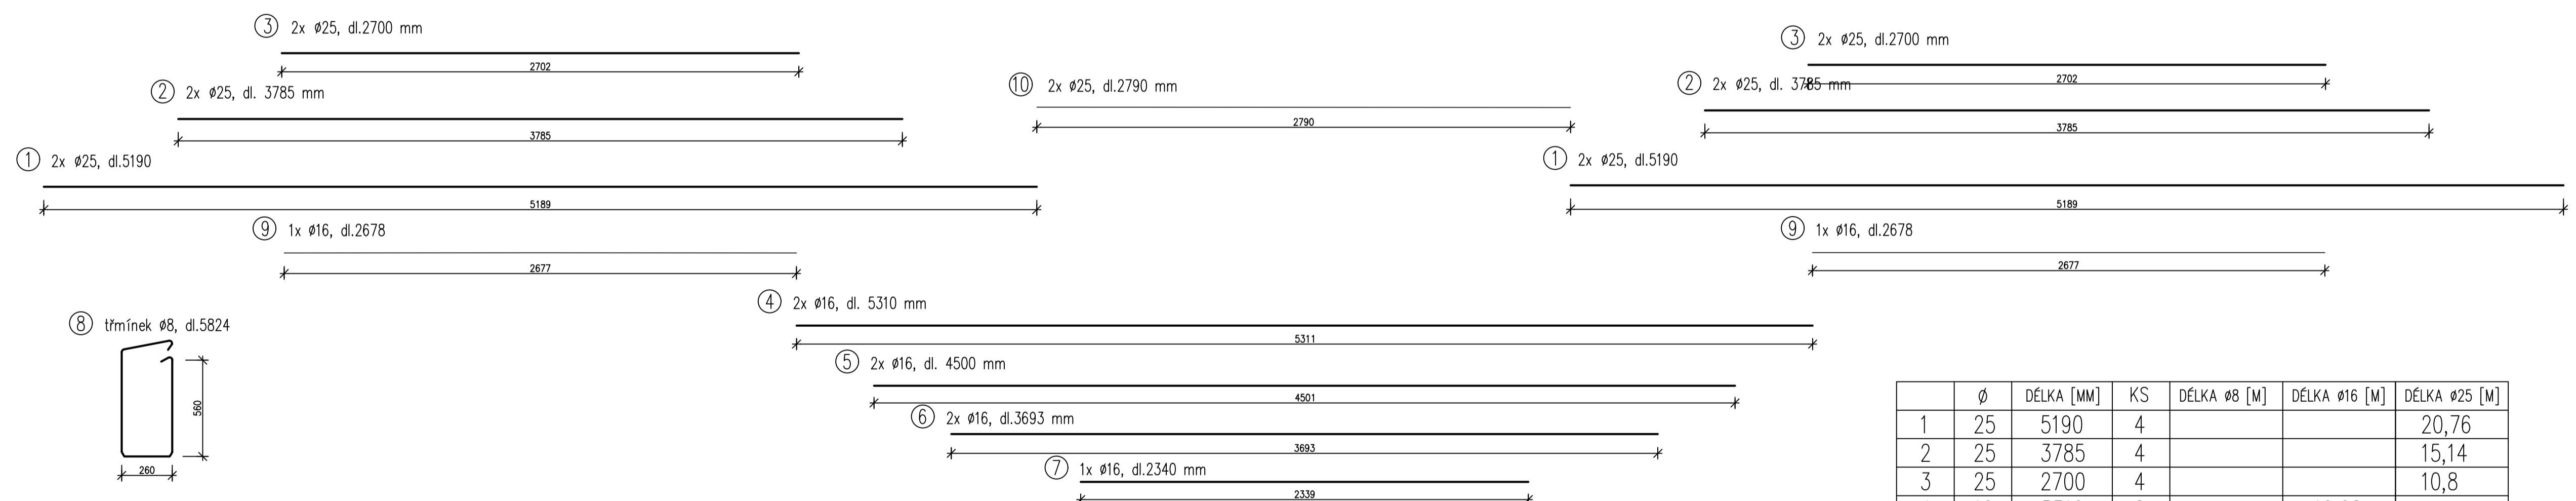 3 2x ø25, dl.2700 mm
2702
2 2x ø25, dl. 3785 mm
3785
1 2x ø25, dl.5190
5189
9 1x ø16, dl.2678
2677
10 2x ø25, dl.2790 mm
2790
3 2x ø25, dl.2700 mm
2702
2 2x ø25, dl. 3785 mm
3785
1 2x ø25, dl.5190
5189
9 1x ø16, dl.2678
2677
4 2x ø16, dl. 5310 mm
5311
5 2x ø16, dl. 4500 mm
4501
6 2x ø16, dl.3693 mm
3693
7 1x ø16, dl.2340 mm
2339
8 třmínek ø8, dl.5824
560
260
Ø DÉLKA [MM] KS DÉLKA ø8 [M] DÉLKA ø16 [M] DÉLKA ø25 [M]
1 25 5190 4 20,76
2 25 3785 4 15,14
3 25 2700 4 10,8